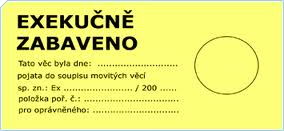 EXEKUČNĚ
ZABAVENO
Tato věc byla dne: ............................
pojata do soupisu movitých věcí
sp. zn.: Ex ........................ / 200 ......
položka poř. č.: .................................
pro oprávněného: ..............................